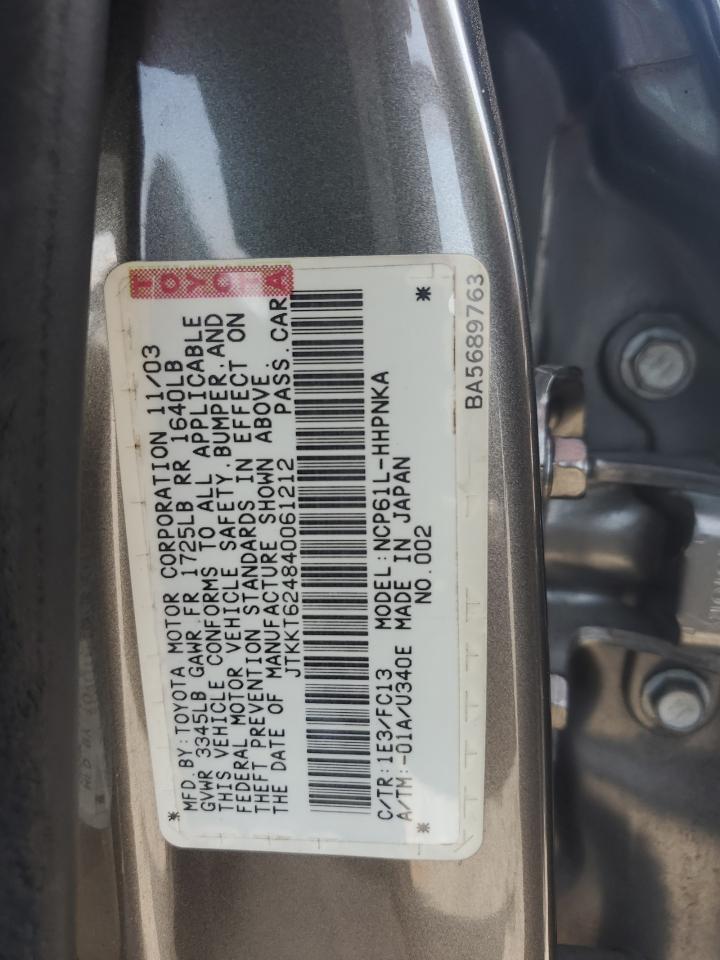 TOYOTA
MFD.BY:TOYOTA MOTOR CORPORATION 11/03
GVWR 3345LB GAWR.FR 1725LB RR 1640LB
THIS VEHICLE CONFORMS TO ALL APPLICABLE
FEDERAL MOTOR VEHICLE SAFETY.BUMPER.AND
THEFT PREVENTION STANDARDS IN EFFECT ON
THE DATE OF MANUFACTURE SHOWN ABOVE.
JTKKT624840061212 PASS.CAR
C/TR:1E3/FC13 MODEL:NCP61L-HHPNKA
A/TM:-01A/U340E MADE IN JAPAN
NO.002
BA5689763